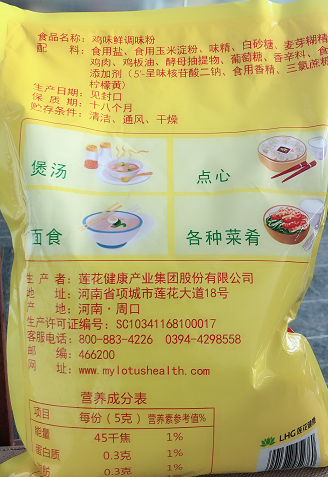 食品名称：鸡味鲜调味粉
配 料：食用盐、食用玉米淀粉、味精、白砂糖、麦芽糊精
鸡肉、鸡板油、酵母抽提物、葡萄糖、香辛料、
添加剂（5'-呈味核苷酸二钠、食用香精、三氯蔗糖
柠檬黄）
生产日期：见封口
保 质 期：十八个月
贮存条件：清洁、通风、干燥
煲汤
点心
面食
各种菜肴
生 产 者：莲花健康产业集团股份有限公司
地 址：河南省项城市莲花大道18号
产 地：河南·周口
生产许可证编号：SC10341168100017
客服电话：800-883-4226 0394-4298558
邮 编：466200
网 址：www.mylotushealth.com
营养成分表
项目 每份（5克） 营养素参考值%
能量 45千焦 1%
蛋白质 0.3克 1%
0.3克 1%
LHG 莲花健康